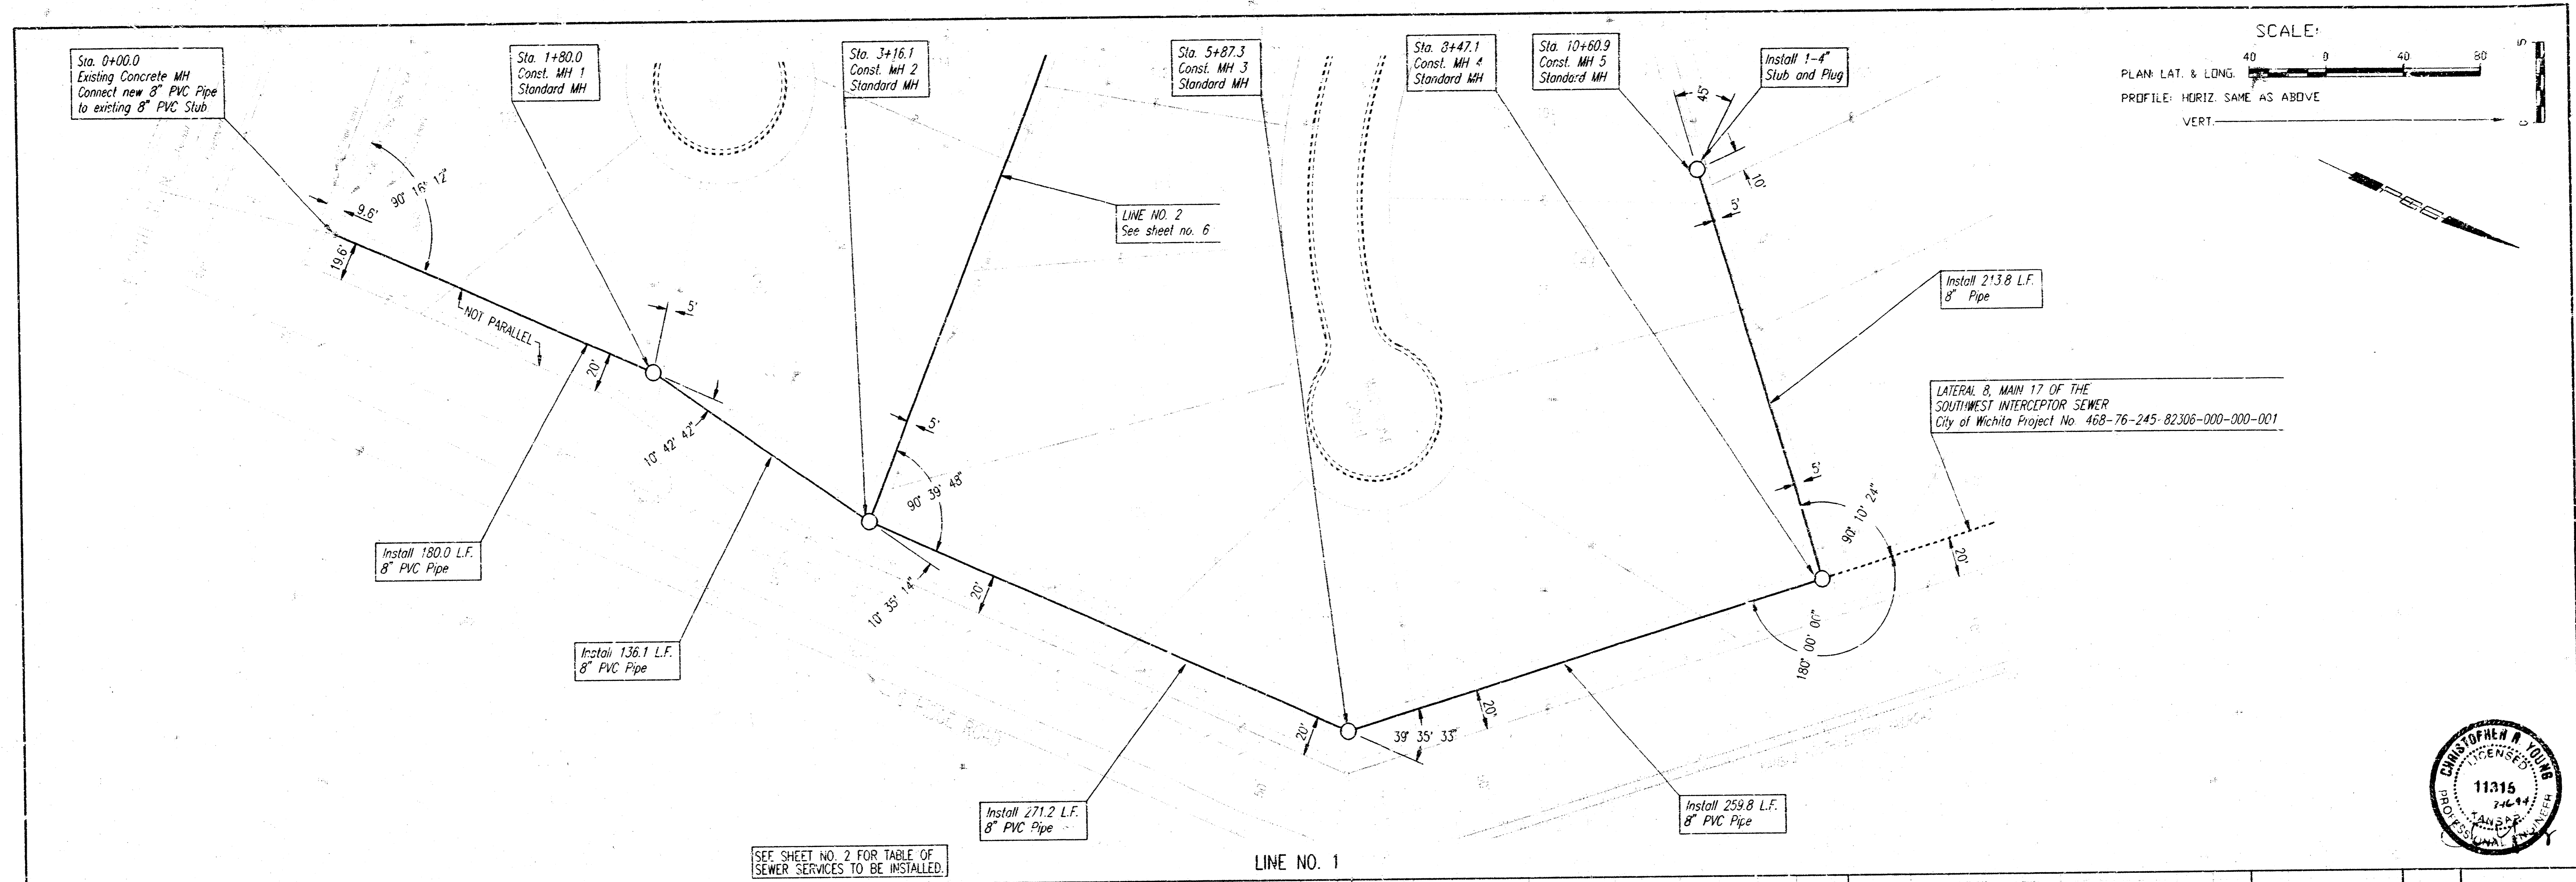 Sta. 0+00.0
Existing Concrete MH
Connect new 8" PVC Pipe
to existing 8" PVC Stub
Sta. 1+80.0
Const. MH 1
Standard MH
Sta. 3+16.1
Const. MH 2
Standard MH
Sta. 5+87.3
Const. MH 3
Standard MH
Sta. 8+47.1
Const. MH 4
Standard MH
Sta. 10+60.9
Const. MH 5
Standard MH
Install 1-4"
Stub and Plug
SCALE:
40 0 40 80
PLAN: LAT. & LONG.
PROFILE: HORIZ. SAME AS ABOVE
VERT.
5
0
45°
10'
5'
9.6'
90° 16' 12"
19.6'
NOT PARALLEL
20'
5'
10° 42' 42"
LINE NO. 2
See sheet no. 6
5'
90° 39' 48"
10° 35' 14"
20'
Install 213.8 L.F.
8" Pipe
LATERAL 8, MAIN 17 OF THE
SOUTHWEST INTERCEPTOR SEWER
City of Wichita Project No. 468-76-245-82306-000-000-001
5'
90° 10' 24"
20'
180° 00' 00"
Install 180.0 L.F.
8" PVC Pipe
Install 136.1 L.F.
8" PVC Pipe
20'
39° 35' 33"
20'
Install 271.2 L.F.
8" PVC Pipe
Install 259.8 L.F.
8" PVC Pipe
SEE SHEET NO. 2 FOR TABLE OF
SEWER SERVICES TO BE INSTALLED.
LINE NO. 1
CHRISTOPHER M. YOUNG
LICENSED
11315
KANSAS
PROFESSIONAL ENGINEER